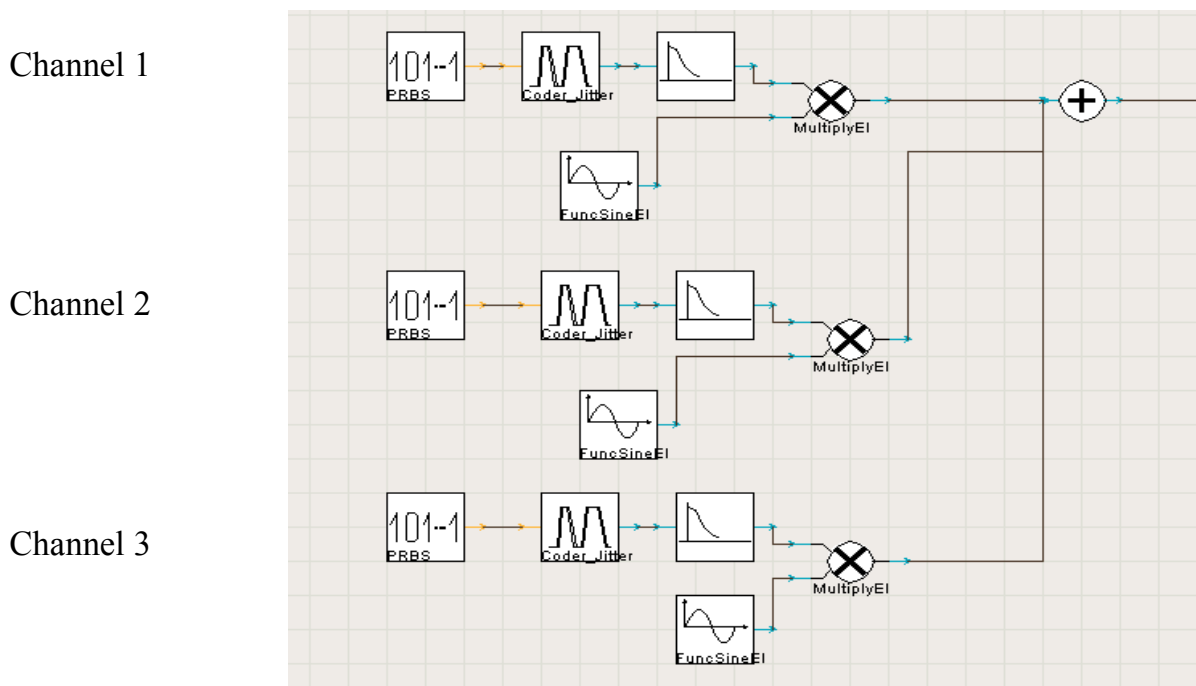 Channel 1
101--1
PRBS
Coder_Jitter
MultiplyEl
FuncSineEl
Channel 2
101--1
PRBS
Coder_Jitter
MultiplyEl
FuncSineEl
Channel 3
101--1
PRBS
Coder_Jitter
MultiplyEl
FuncSineEl